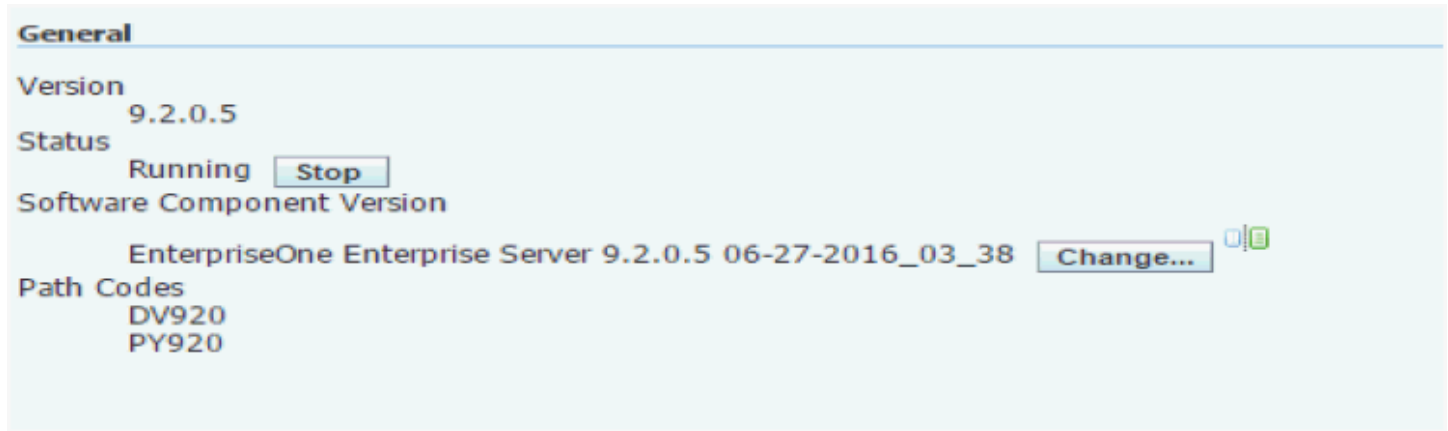 General
Version
9.2.0.5
Status
Running Stop
Software Component Version
EnterpriseOne Enterprise Server 9.2.0.5 06-27-2016_03_38 Change...
Path Codes
DV920
PY920